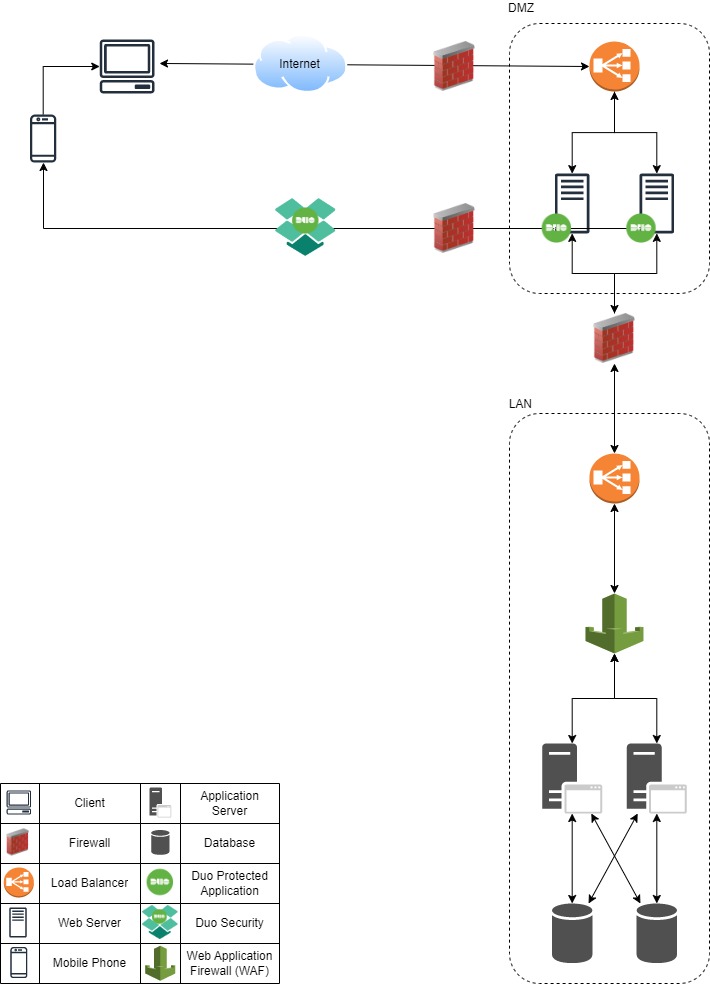 DMZ
Internet
DUO
DUO
DUO
LAN
Client
Application
Server
Firewall
Database
Load Balancer
DUO
Duo Protected
Application
Web Server
Duo Security
Mobile Phone
Web Application
Firewall (WAF)